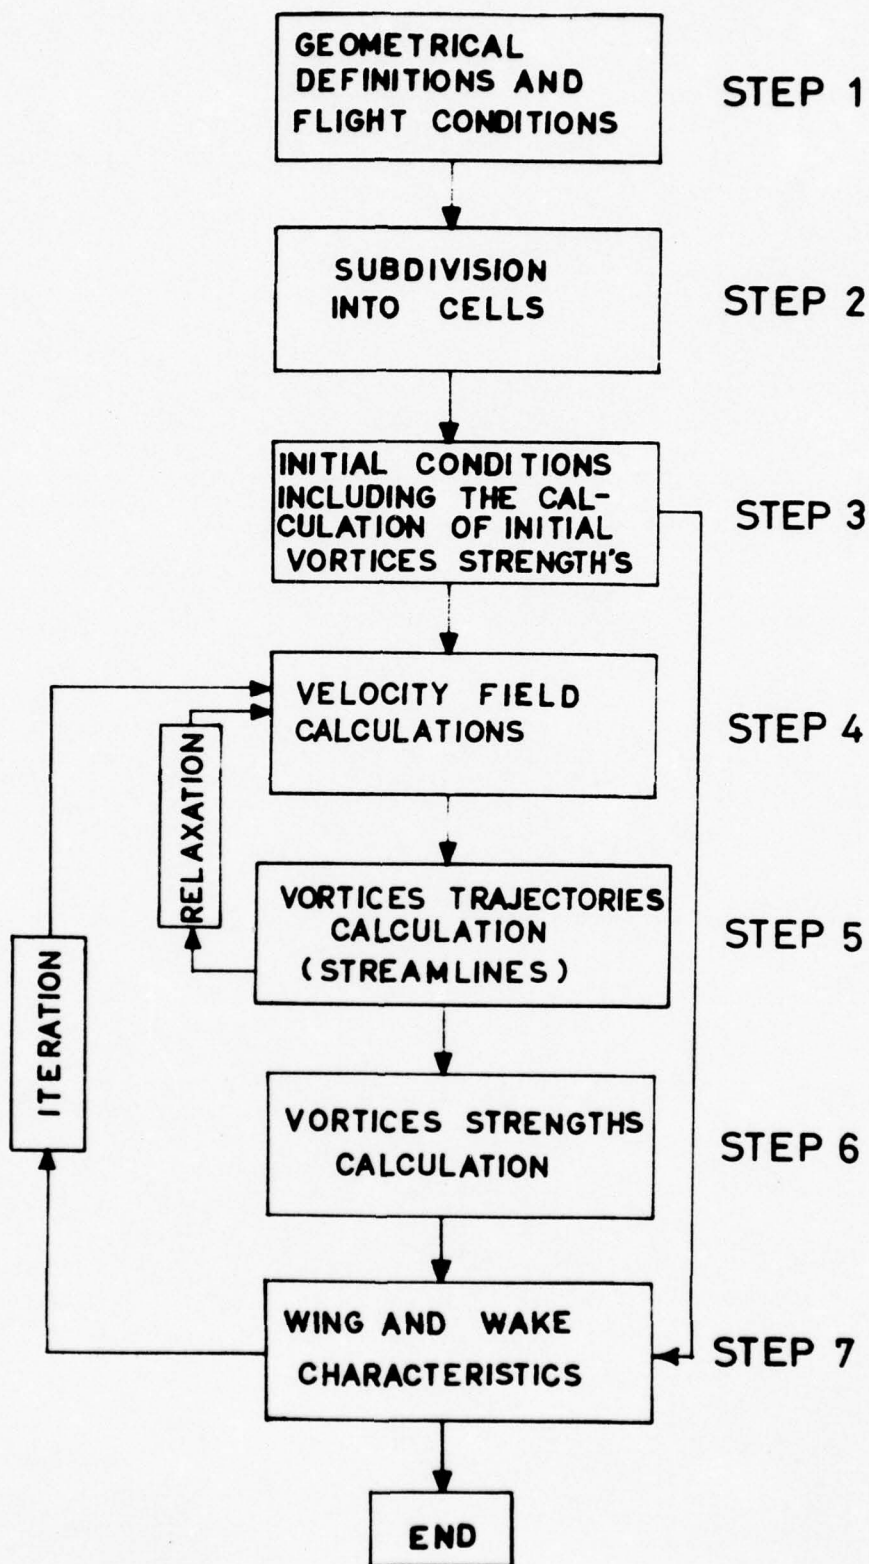 GEOMETRICAL
DEFINITIONS AND
FLIGHT CONDITIONS
STEP 1
SUBDIVISION
INTO CELLS
STEP 2
INITIAL CONDITIONS
INCLUDING THE CAL-
CULATION OF INITIAL
VORTICES STRENGTH'S
STEP 3
VELOCITY FIELD
CALCULATIONS
STEP 4
RELAXATION
VORTICES TRAJECTORIES
CALCULATION
(STREAMLINES)
STEP 5
ITERATION
VORTICES STRENGTHS
CALCULATION
STEP 6
WING AND WAKE
CHARACTERISTICS
STEP 7
END